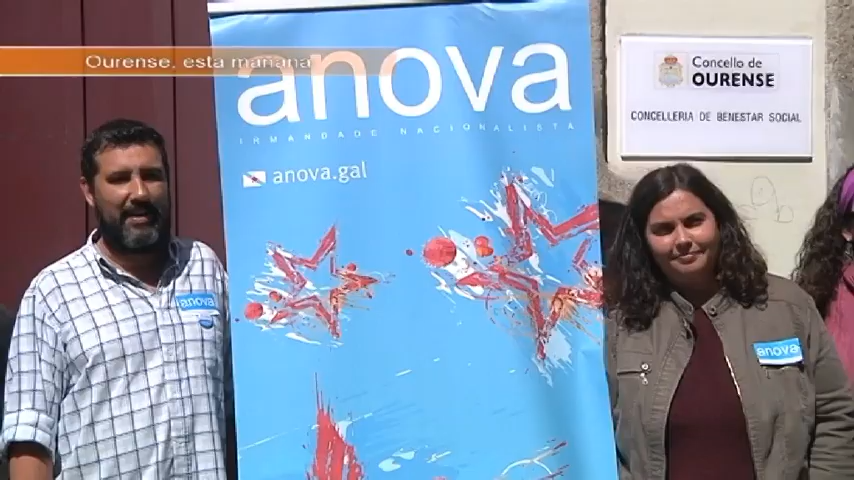 Ourense, esta mañana
anova
IRMANDADE NACIONALISTA
anova.gal
Concello de
OURENSE
CONCELLERIA DE BENESTAR SOCIAL
anova
anova